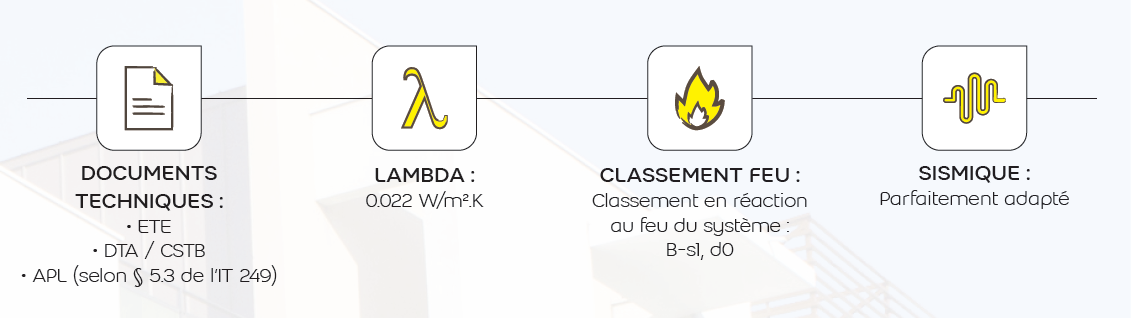 DOCUMENTS
TECHNIQUES :
• ETE
• DTA / CSTB
• APL (selon § 5.3 de l'IT 249)
λ
LAMBDA :
0.022 W/m².K
CLASSEMENT FEU :
Classement en réaction
au feu du système :
B-s1, d0
SISMIQUE :
Parfaitement adapté